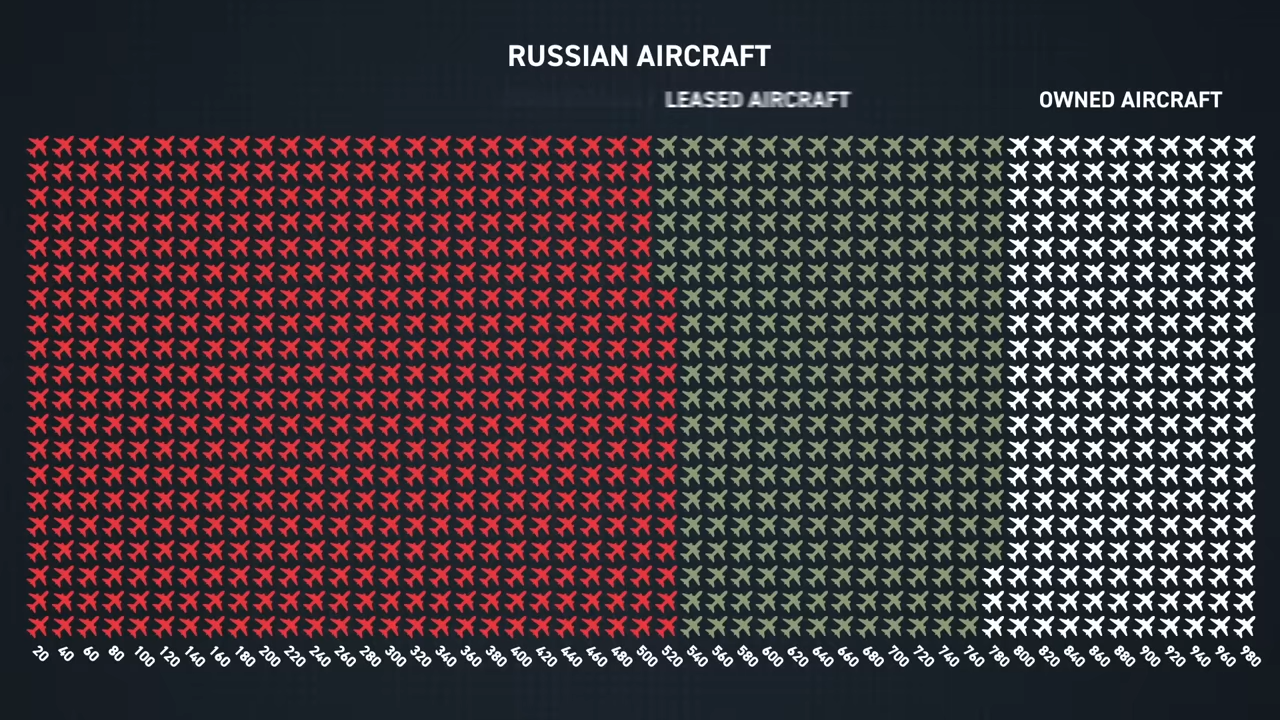 RUSSIAN AIRCRAFT
LEASED AIRCRAFT OWNED AIRCRAFT
20 40 60 80 100 120 140 160 180 200 220 240 260 280 300 320 340 360 380 400 420 440 460 480 500 520 540 560 580 600 620 640 660 680 700 720 740 760 780 800 820 840 860 880 900 920 940 960 980